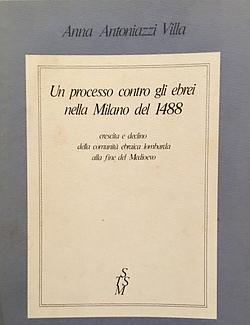 Anna Antoniazzi Villa
Un processo contro gli ebrei
nella Milano del 1488
crescita e declino
della comunità ebraica lombarda
alla fine del Medioevo
S
S T S
M